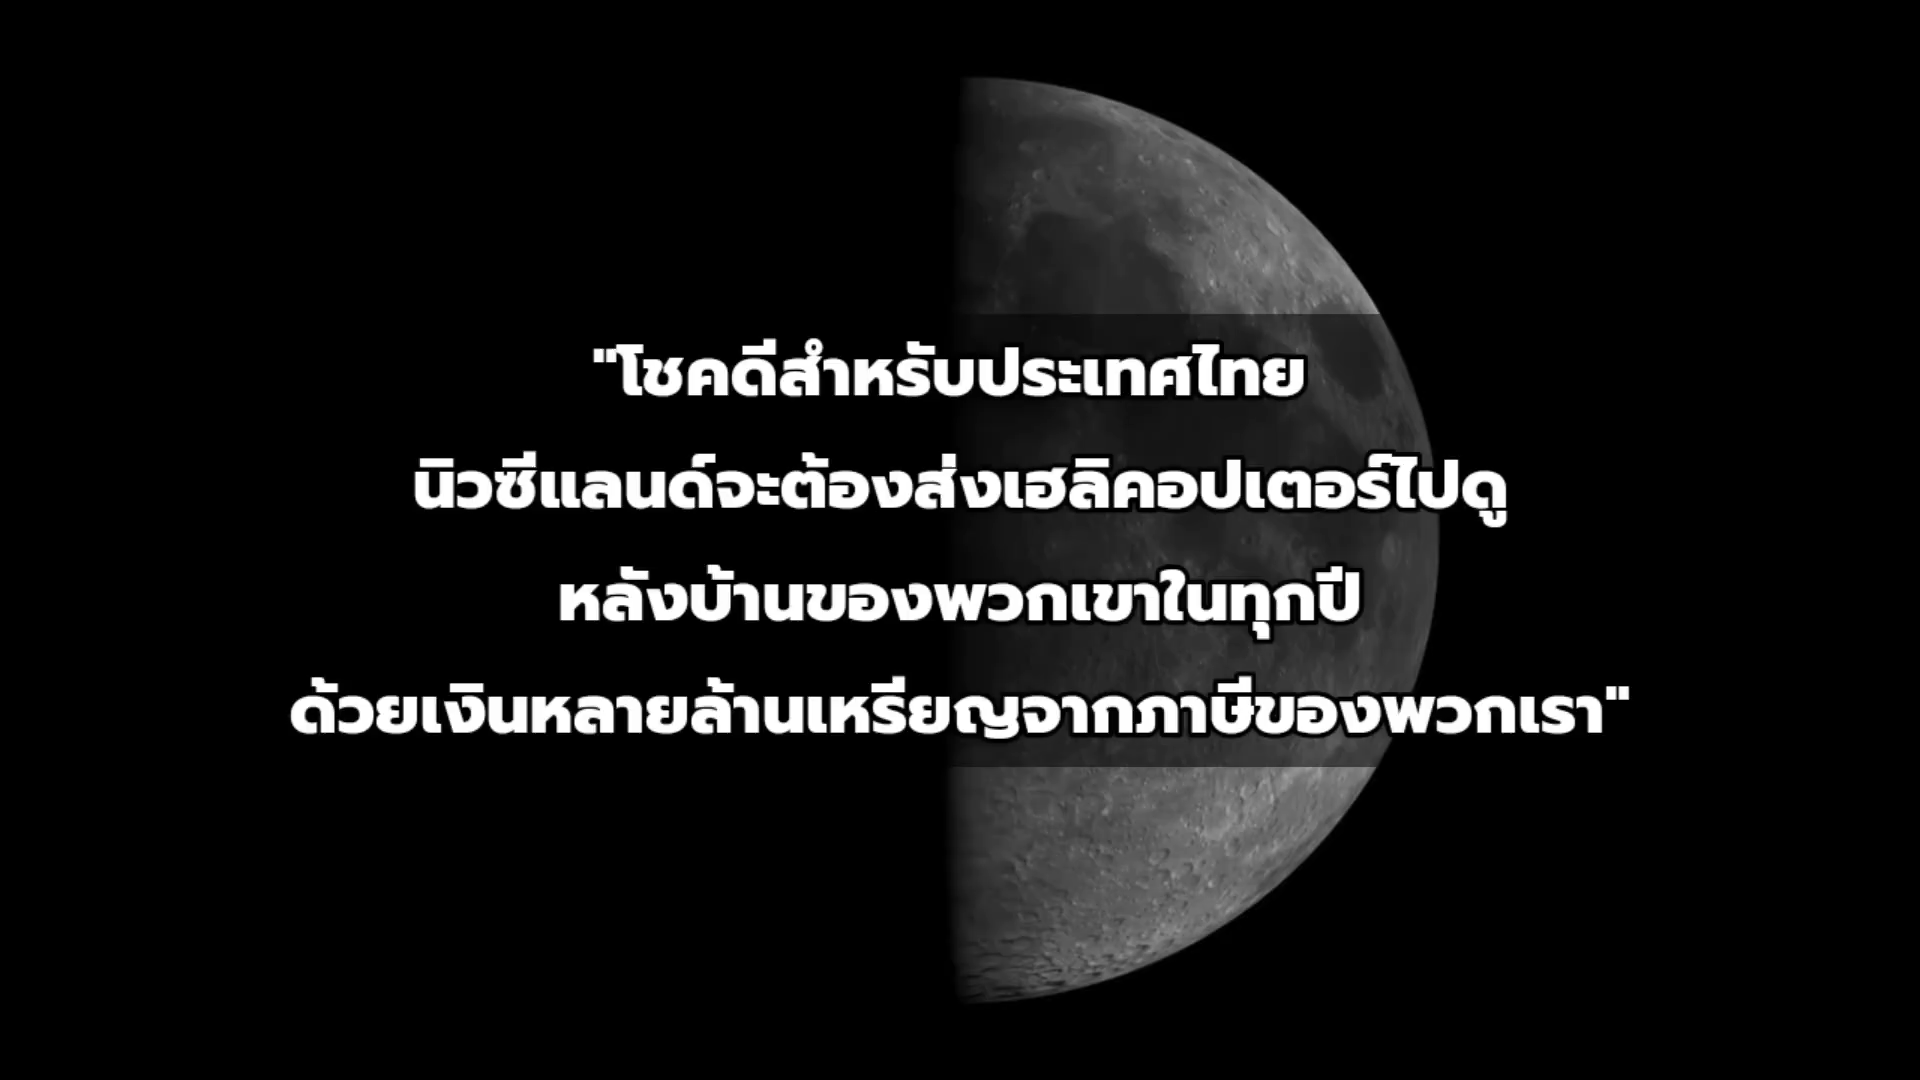 "โชคดีสำหรับประเทศไทย
นิวซีแลนด์จะต้องส่งเฮลิคอปเตอร์ไปดู
หลังบ้านของพวกเขาในทุกปี
ด้วยเงินหลายล้านเหรียญจากภาษีของพวกเรา"